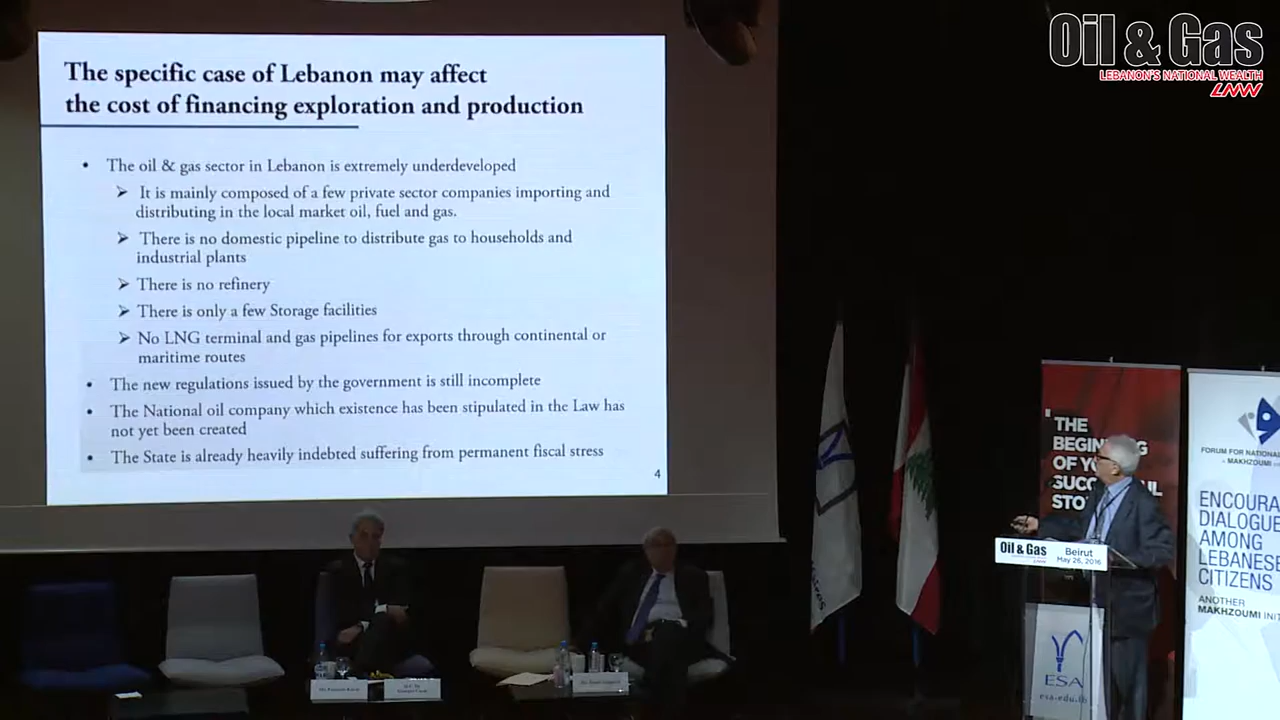 Oil & Gas
LEBANON'S NATIONAL WEALTH
LNW
The specific case of Lebanon may affect
the cost of financing exploration and production
• The oil & gas sector in Lebanon is extremely underdeveloped
➢ It is mainly composed of a few private sector companies importing and
distributing in the local market oil, fuel and gas.
➢ There is no domestic pipeline to distribute gas to households and
industrial plants
➢ There is no refinery
➢ There is only a few Storage facilities
➢ No LNG terminal and gas pipelines for exports through continental or
maritime routes
• The new regulations issued by the government is still incomplete
• The National oil company which existence has been stipulated in the Law has
not yet been created
• The State is already heavily indebted suffering from permanent fiscal stress
4
THE
BEGIN G
OF YO
SUCC UL
STO
Oil & Gas
Beirut
May 26, 2016
ESA
esa.edu.lb
FORUM FOR NATIONAL
- MAKHZOUMI
ENCOURA
DIALOGUE
AMONG
LEBANESE
CITIZENS
ANOTHER
MAKHZOUMI INIT